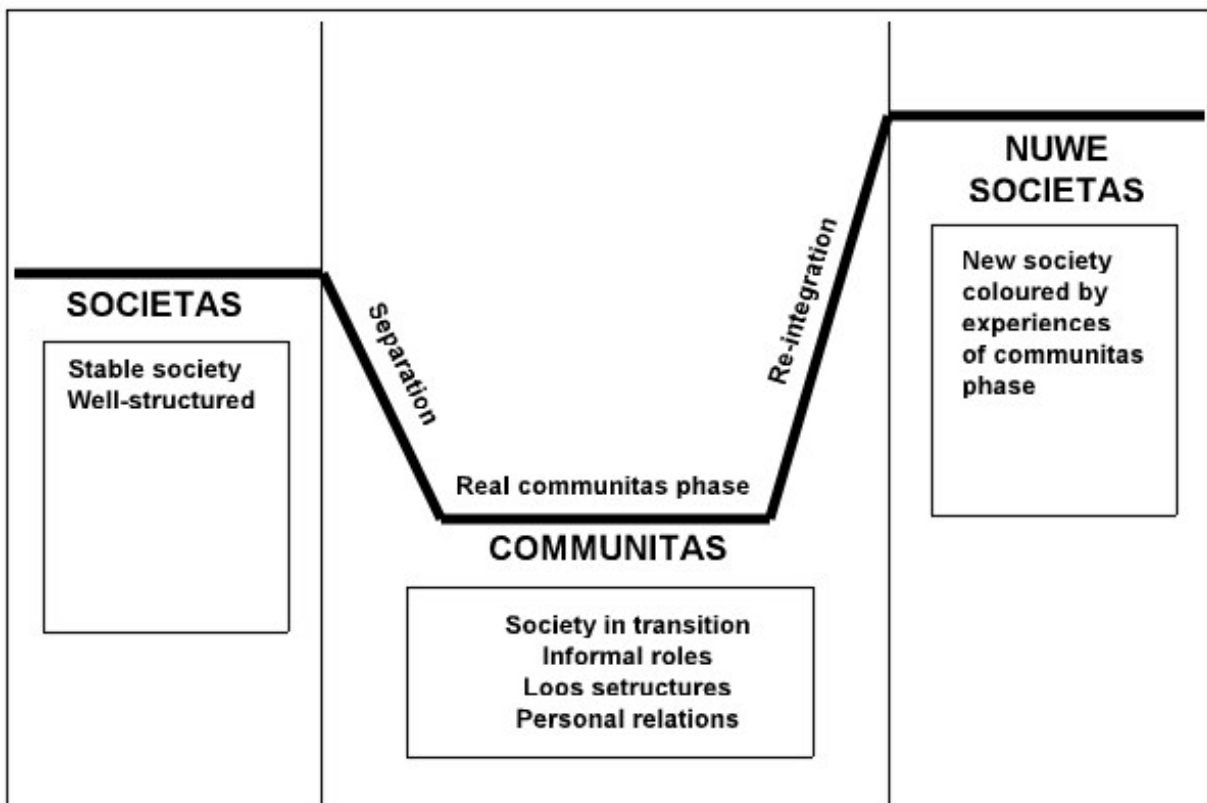 SOCIETAS
Stable society
Well-structured
Separation
Real communitas phase
COMMUNITAS
Society in transition
Informal roles
Loos setructures
Personal relations
Re-integration
NUWE
SOCIETAS
New society
coloured by
experiences
of communitas
phase